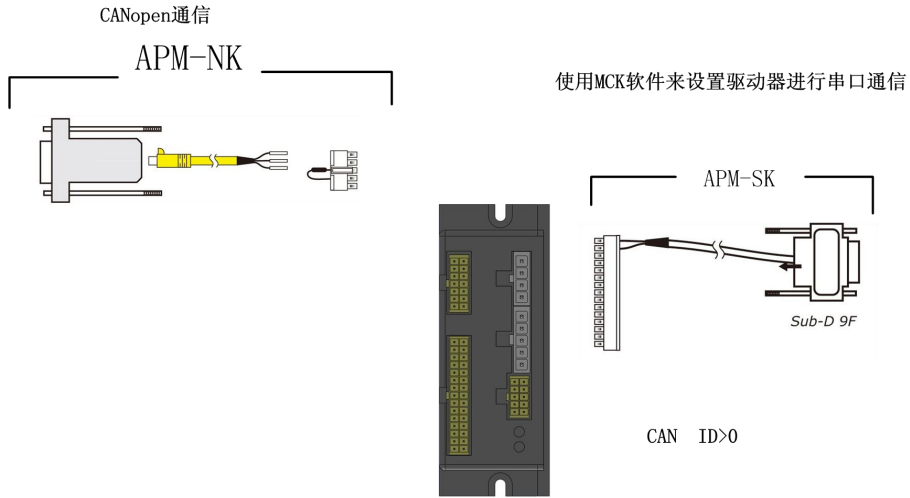 CANopen通信
APM-NK
使用MCK软件来设置驱动器进行串口通信
APM-SK
Sub-D 9F
CAN ID>0